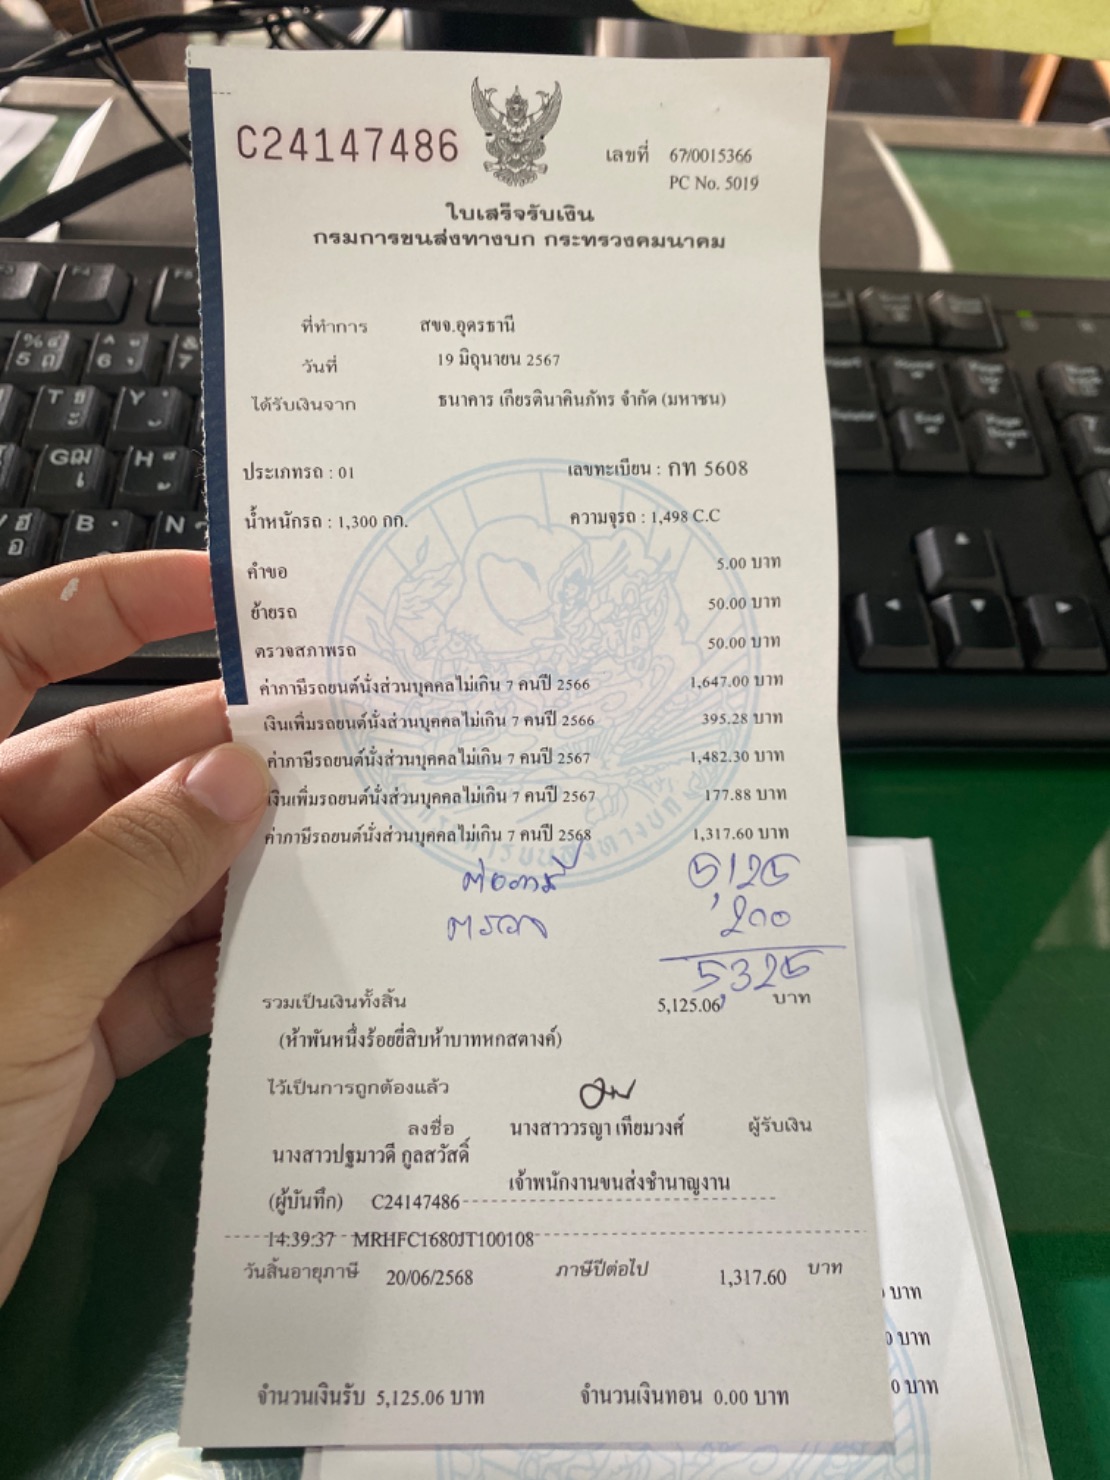 C24147486
เลขที่ 67/0015366
PC No. 5019
ใบเสร็จรับเงิน
กรมการขนส่งทางบก กระทรวงคมนาคม
ที่ทำการ สขจ.อุดรธานี
วันที่ 19 มิถุนายน 2567
ได้รับเงินจาก ธนาคาร เกียรตินาคินภัทร จำกัด (มหาชน)
ประเภทรถ : 01 เลขทะเบียน : กท 5608
น้ำหนักรถ : 1,300 กก. ความจุรถ : 1,498 C.C
คำขอ 5.00 บาท
ย้ายรถ 50.00 บาท
ตรวจสภาพรถ 50.00 บาท
ค่าภาษีรถยนต์นั่งส่วนบุคคลไม่เกิน 7 คนปี 2566 1,647.00 บาท
เงินเพิ่มรถยนต์นั่งส่วนบุคคลไม่เกิน 7 คนปี 2566 395.28 บาท
ค่าภาษีรถยนต์นั่งส่วนบุคคลไม่เกิน 7 คนปี 2567 1,482.30 บาท
เงินเพิ่มรถยนต์นั่งส่วนบุคคลไม่เกิน 7 คนปี 2567 177.88 บาท
ค่าภาษีรถยนต์นั่งส่วนบุคคลไม่เกิน 7 คนปี 2568 1,317.60 บาท
ต่อภาษี 5,125
ตรวจ 200
5,325
รวมเป็นเงินทั้งสิ้น 5,125.06 บาท
(ห้าพันหนึ่งร้อยยี่สิบห้าบาทหกสตางค์)
ไว้เป็นการถูกต้องแล้ว
ลงชื่อ นางสาววรญา เทียมวงศ์ ผู้รับเงิน
นางสาวปฐมาวดี กูลสวัสดิ์
เจ้าพนักงานขนส่งชำนาญงาน
(ผู้บันทึก) C24147486
14:39:37 MRHFC1680JT100108
วันสิ้นอายุภาษี 20/06/2568 ภาษีปีต่อไป 1,317.60 บาท
จำนวนเงินรับ 5,125.06 บาท จำนวนเงินทอน 0.00 บาท
บาท
0 บาท
0 บาท